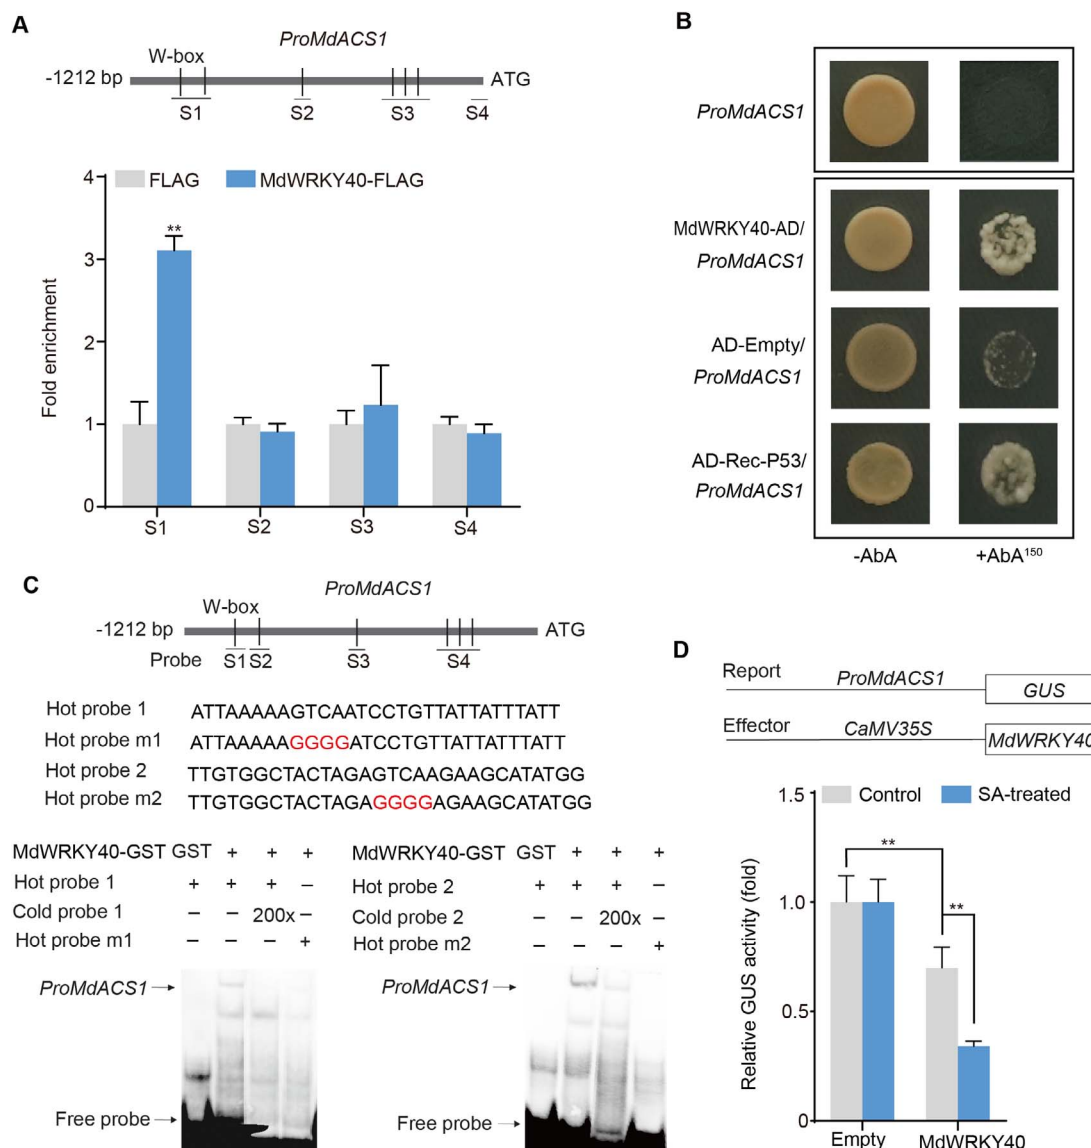 A
ProMdACS1
W-box
-1212 bp
ATG
S1 S2 S3 S4
FLAG MdWRKY40-FLAG
4
3
2
1
0
**
Fold enrichment
S1 S2 S3 S4
B
ProMdACS1
MdWRKY40-AD/
ProMdACS1
AD-Empty/
ProMdACS1
AD-Rec-P53/
ProMdACS1
-AbA +AbA¹⁵⁰
C
ProMdACS1
W-box
-1212 bp ATG
Probe S1 S2 S3 S4
Hot probe 1 ATTAAAAAGTCAATCCTGTTATTATTTATT
Hot probe m1 ATTAAAAAGGGGATCCTGTTATTATTTATT
Hot probe 2 TTGTGGCTACTAGAGTCAAGAAGCATATGG
Hot probe m2 TTGTGGCTACTAGAGGGGAGAAGCATATGG
MdWRKY40-GST GST + + +
Hot probe 1 + + + –
Cold probe 1 – – 200x –
Hot probe m1 – – – +
ProMdACS1
Free probe
MdWRKY40-GST GST + + +
Hot probe 2 + + + –
Cold probe 2 – – 200x –
Hot probe m2 – – – +
ProMdACS1
Free probe
D
Report ProMdACS1 GUS
Effector CaMV35S MdWRKY40
Control SA-treated
1.5
1.0
0.5
0
**
**
Relative GUS activity (fold)
Empty MdWRKY40